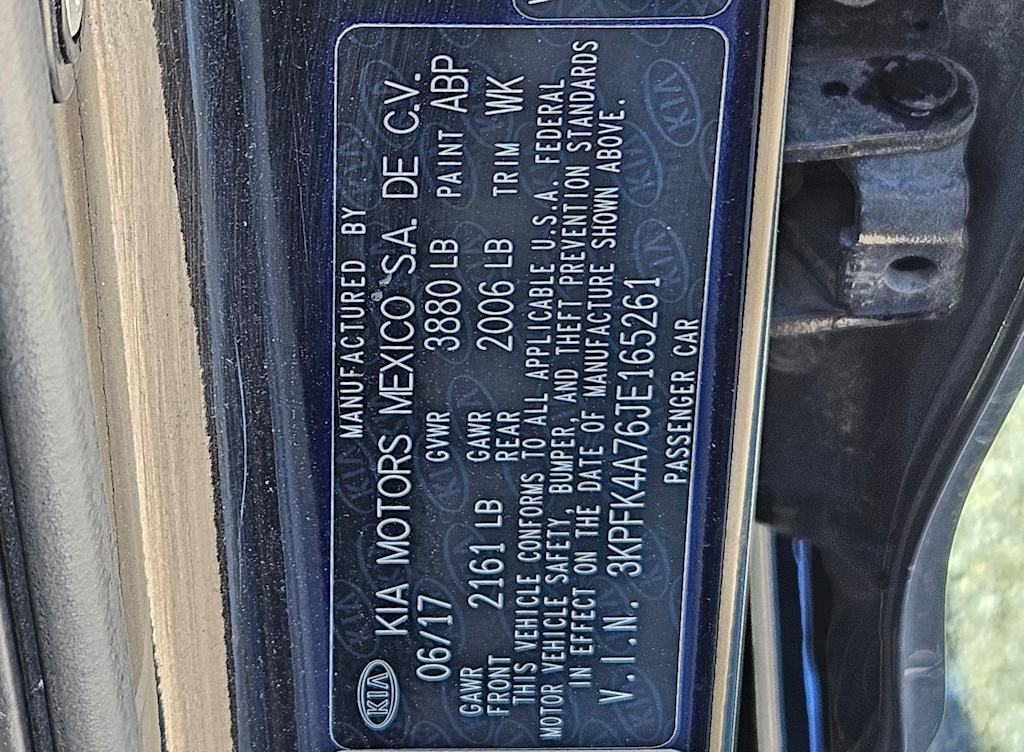 KIA
MANUFACTURED BY
KIA MOTORS MEXICO S.A. DE C.V.
06/17 GVWR 3880 LB PAINT ABP
GAWR FRONT 2161 LB GAWR REAR 2006 LB TRIM WK
THIS VEHICLE CONFORMS TO ALL APPLICABLE U.S.A. FEDERAL
MOTOR VEHICLE SAFETY, BUMPER, AND THEFT PREVENTION STANDARDS
IN EFFECT ON THE DATE OF MANUFACTURE SHOWN ABOVE.
V.I.N. 3KPFK4A76JE165261
PASSENGER CAR